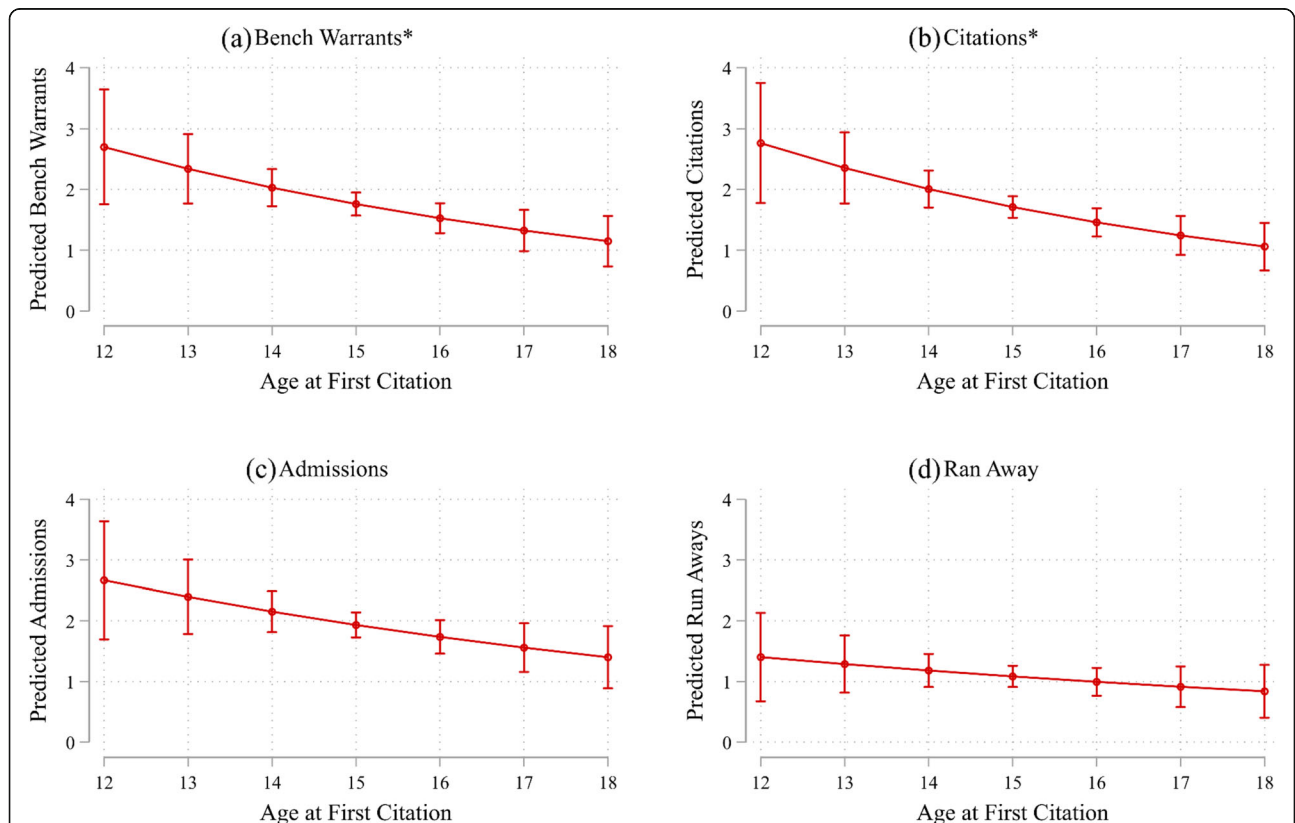 (a) Bench Warrants*
Predicted Bench Warrants
4
3
2
1
0
12 13 14 15 16 17 18
Age at First Citation
(b) Citations*
Predicted Citations
4
3
2
1
0
12 13 14 15 16 17 18
Age at First Citation
(c) Admissions
Predicted Admissions
4
3
2
1
0
12 13 14 15 16 17 18
Age at First Citation
(d) Ran Away
Predicted Run Aways
4
3
2
1
0
12 13 14 15 16 17 18
Age at First Citation